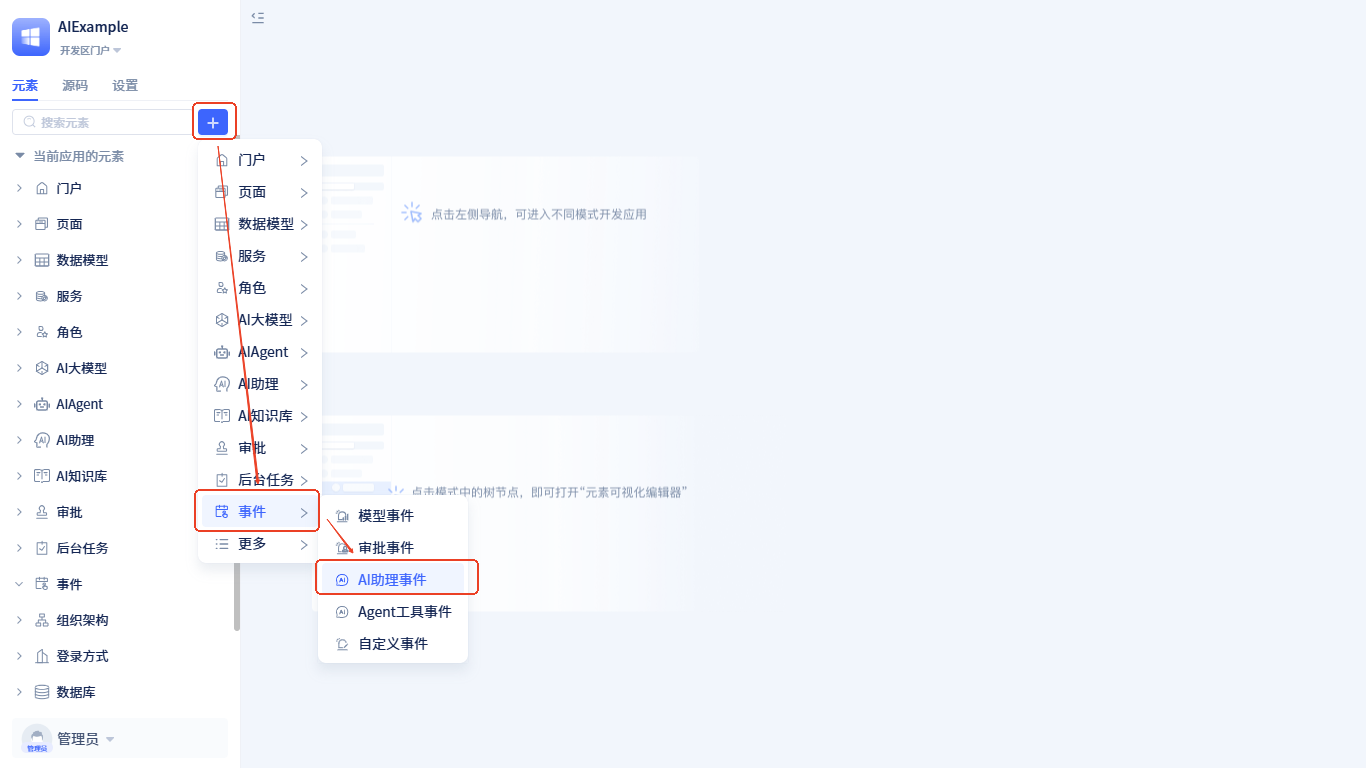 AIExample
开发区门户
元素 源码 设置
搜索元素
当前应用的元素
门户
页面
数据模型
服务
角色
AI大模型
AIAgent
AI助理
AI知识库
审批
后台任务
事件
组织架构
登录方式
数据库
管理员
管理员
门户
页面
数据模型
服务
角色
AI大模型
AIAgent
AI助理
AI知识库
审批
后台任务
事件
更多
模型事件
审批事件
AI助理事件
Agent工具事件
自定义事件
点击左侧导航，可进入不同模式开发应用
点击模式中的树节点，即可打开“元素可视化编辑器”